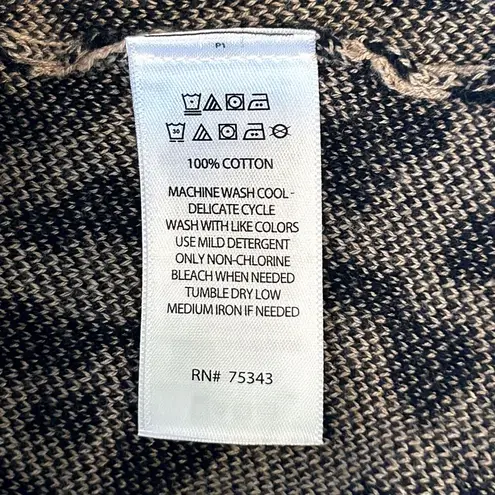 P1
30
100% COTTON
MACHINE WASH COOL -
DELICATE CYCLE
WASH WITH LIKE COLORS
USE MILD DETERGENT
ONLY NON-CHLORINE
BLEACH WHEN NEEDED
TUMBLE DRY LOW
MEDIUM IRON IF NEEDED
RN# 75343